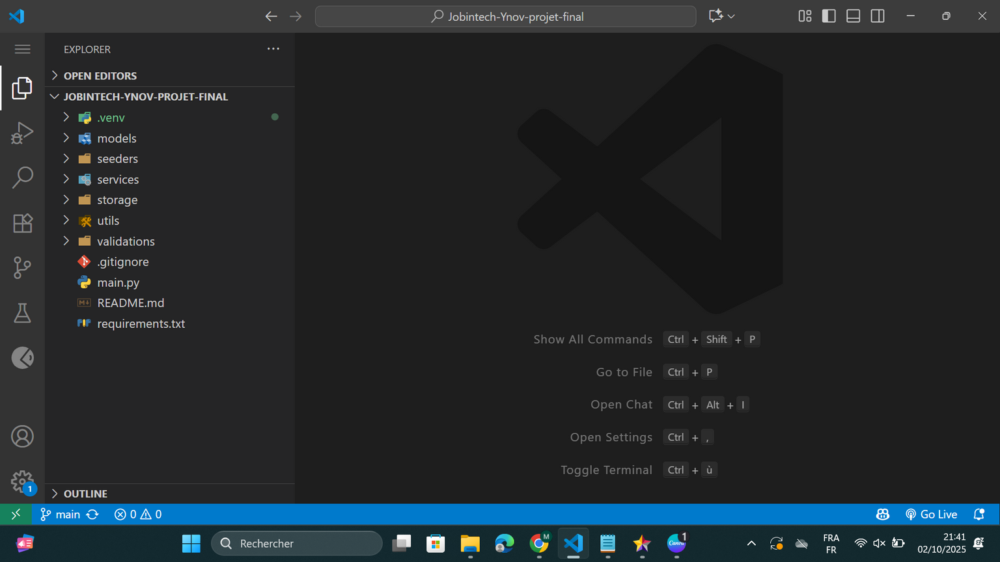 Jobintech-Ynov-projet-final
EXPLORER
OPEN EDITORS
JOBINTECH-YNOV-PROJET-FINAL
.venv
models
seeders
services
storage
utils
validations
.gitignore
main.py
README.md
requirements.txt
Show All Commands Ctrl + Shift + P
Go to File Ctrl + P
Open Chat Ctrl + Alt + I
Open Settings Ctrl + ,
Toggle Terminal Ctrl + ù
1
OUTLINE
main 0 0 Go Live
Rechercher
M
Canva
1
FRA
FR
21:41
02/10/2025